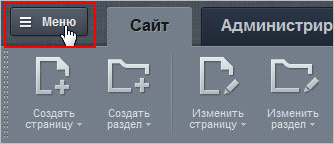 Меню
Сайт
Администрир
Создать
страницу
Создать
раздел
Изменить
страницу
Изменить
раздел